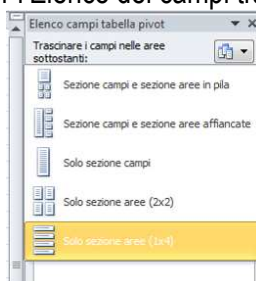 Elenco campi tabella pivot
Trascinare i campi nelle aree
sottostanti:
Sezione campi e sezione aree in pila
Sezione campi e sezione aree affiancate
Solo sezione campi
Solo sezione aree (2x2)
Solo sezione aree (1x4)